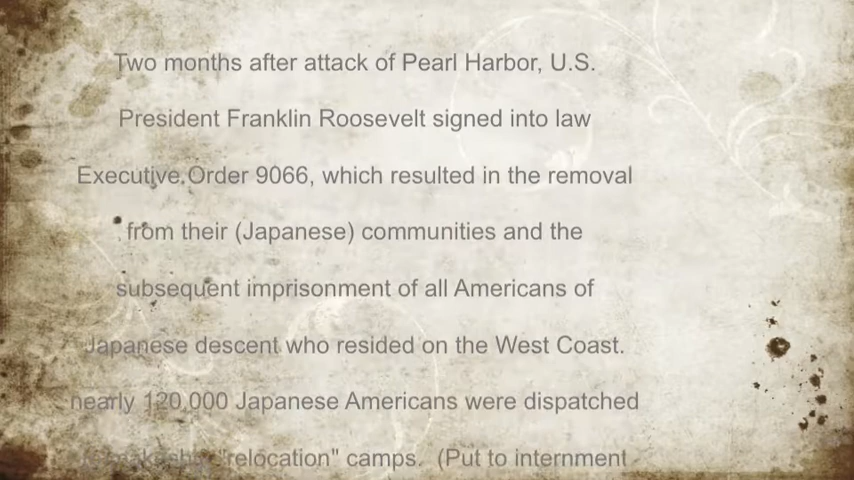 Two months after attack of Pearl Harbor, U.S.
President Franklin Roosevelt signed into law
Executive Order 9066, which resulted in the removal
from their (Japanese) communities and the
subsequent imprisonment of all Americans of
Japanese descent who resided on the West Coast.
nearly 120,000 Japanese Americans were dispatched
to makeshift "relocation" camps. (Put to internment